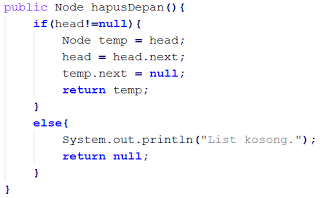 public Node hapusDepan(){
    if(head!=null){
        Node temp = head;
        head = head.next;
        temp.next = null;
        return temp;
    }
    else{
        System.out.println("List kosong.");
        return null;
    }
}